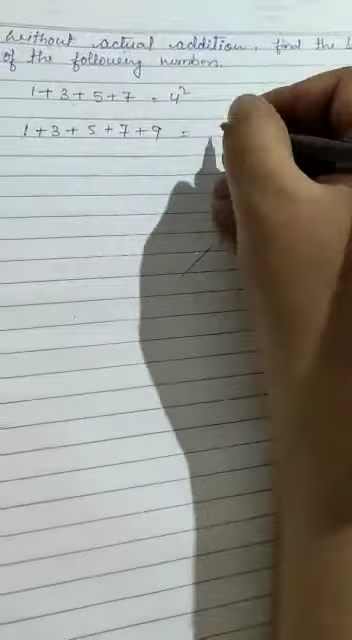 without actual addition, find the
of the following numbers.
1 + 3 + 5 + 7 = 4²
1 + 3 + 5 + 7 + 9 =